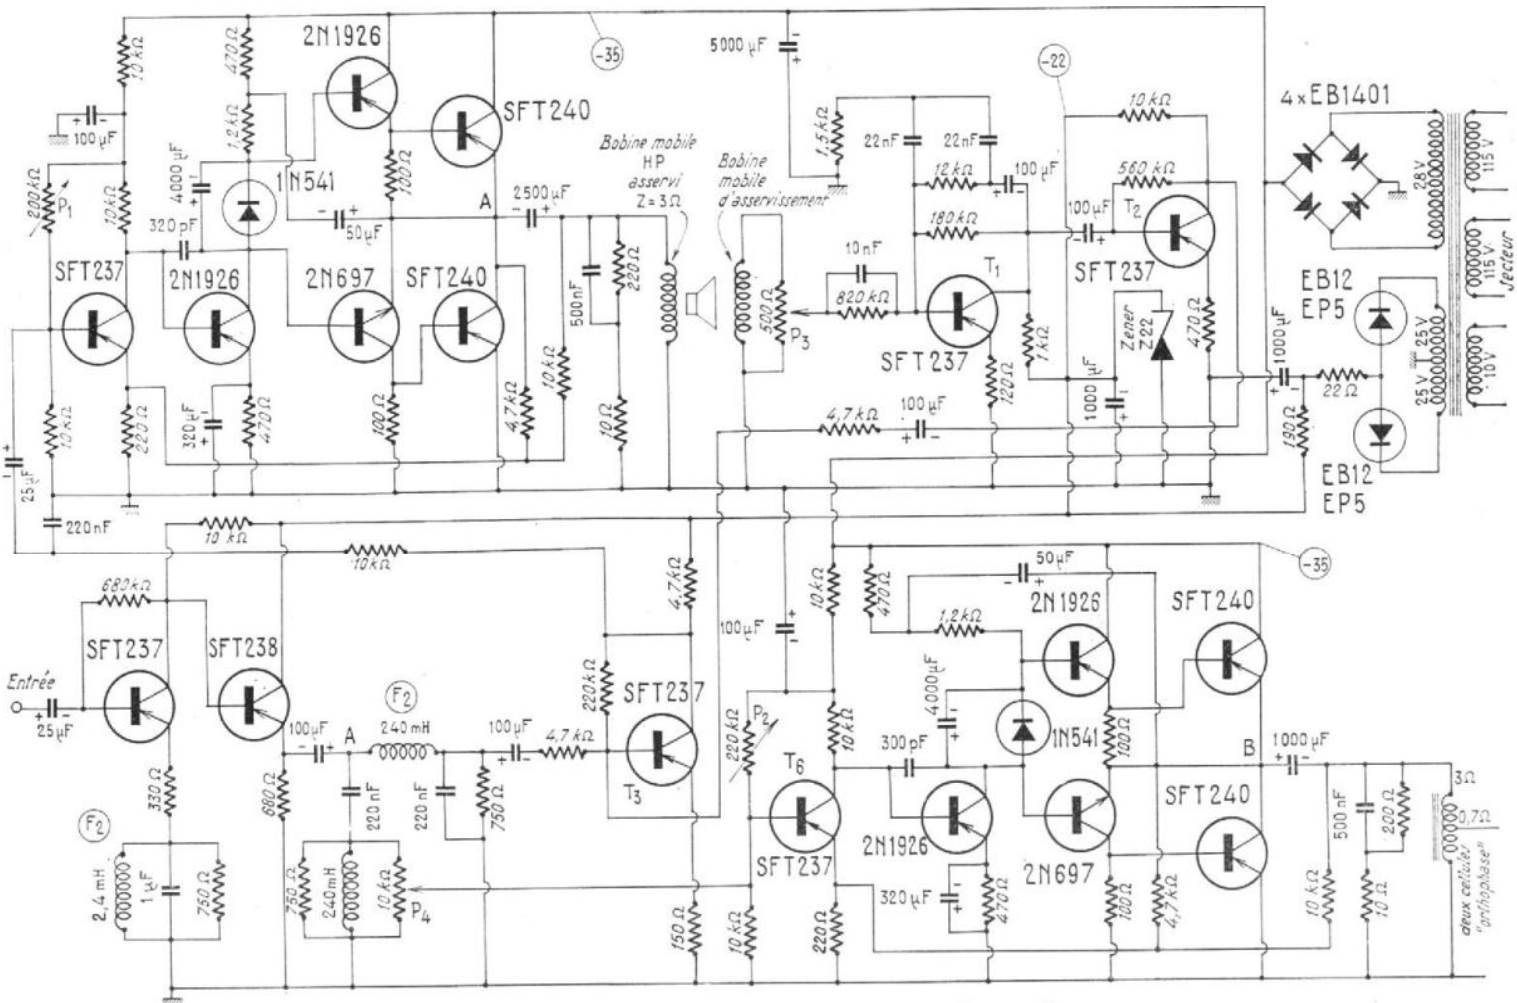 2N1926
-35
5000 µF
-22
10 kΩ
470Ω
10 kΩ
4 x EB1401
SFT240
100 µF
1,2 kΩ
4000 µF
1N541
100 Ω
Bobine mobile
HP
asservi
Z = 3 Ω
Bobine
mobile
d'asservissement
1,5 kΩ
22 nF
22 nF
12 kΩ
100 µF
560 kΩ
28 V
115 V
200 kΩ
P1
10 kΩ
320 pF
50 µF
A
2500 µF
180 kΩ
100 µF
T2
SFT237
2N1926
2N697
SFT240
10 nF
T1
SFT237
115 V
Secteur
EB12
EP5
500 nF
220 Ω
500 Ω
P3
820 kΩ
SFT237
1 kΩ
Zener
Z22
470 Ω
1000 µF
25 V
25 V
10 V
22 Ω
10 kΩ
220 Ω
320 µF
470 Ω
100 Ω
4,7 kΩ
10 kΩ
10 Ω
120 Ω
1000 µF
4,7 kΩ
100 µF
190 Ω
EB12
EP5
25 µF
220 nF
10 kΩ
10 kΩ
-35
680 kΩ
4,7 kΩ
10 kΩ
470 Ω
50 µF
2N1926
SFT240
1,2 kΩ
100 µF
SFT237
SFT238
Entrée
25 µF
F2
240 mH
100 µF
A
100 µF
4,7 kΩ
220 kΩ
SFT237
T3
P2
220 kΩ
10 kΩ
4000 µF
1N541
100 Ω
300 pF
B
1000 µF
330 Ω
680 Ω
220 nF
220 nF
750 Ω
T6
SFT237
2N1926
2N697
SFT240
3 Ω
0,7 Ω
500 nF
200 Ω
F2
2,4 mH
1 µF
750 Ω
750 Ω
240 mH
10 kΩ
P4
150 Ω
10 kΩ
220 Ω
320 µF
470 Ω
100 Ω
4,7 kΩ
10 kΩ
10 Ω
deux cellules
"orthophase"